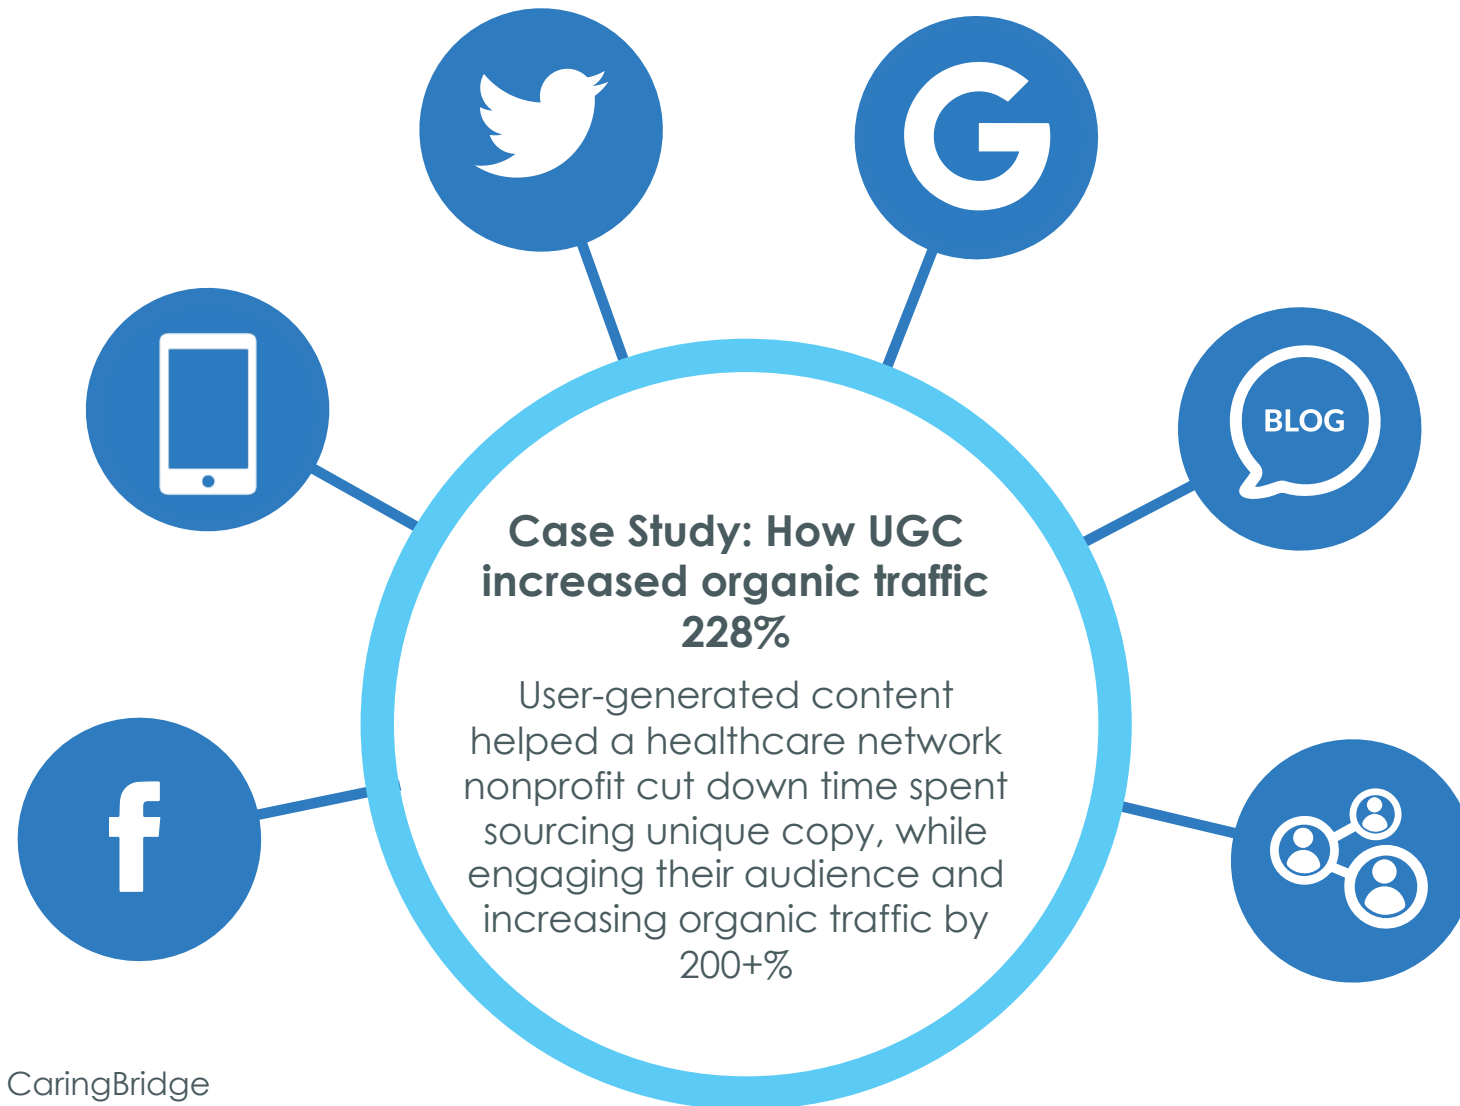 BLOG
Case Study: How UGC
increased organic traffic
228%
User-generated content
helped a healthcare network
nonprofit cut down time spent
sourcing unique copy, while
engaging their audience and
increasing organic traffic by
200+%
CaringBridge